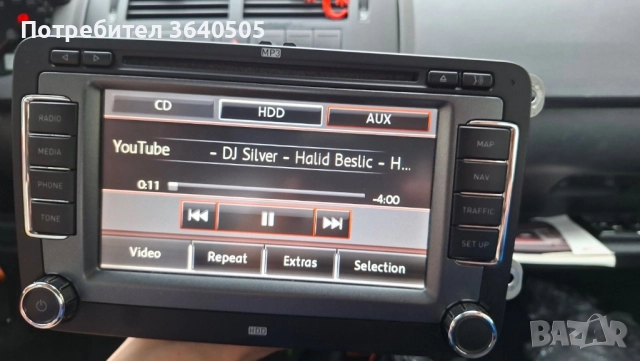 Потребител 3640505
MP3
CD
HDD
AUX
RADIO
MEDIA
PHONE
TONE
MAP
NAV
TRAFFIC
SET UP
YouTube
- DJ Silver - Halid Beslic - H...
0:11
-4:00
Video
Repeat
Extras
Selection
HDD
BAZAR